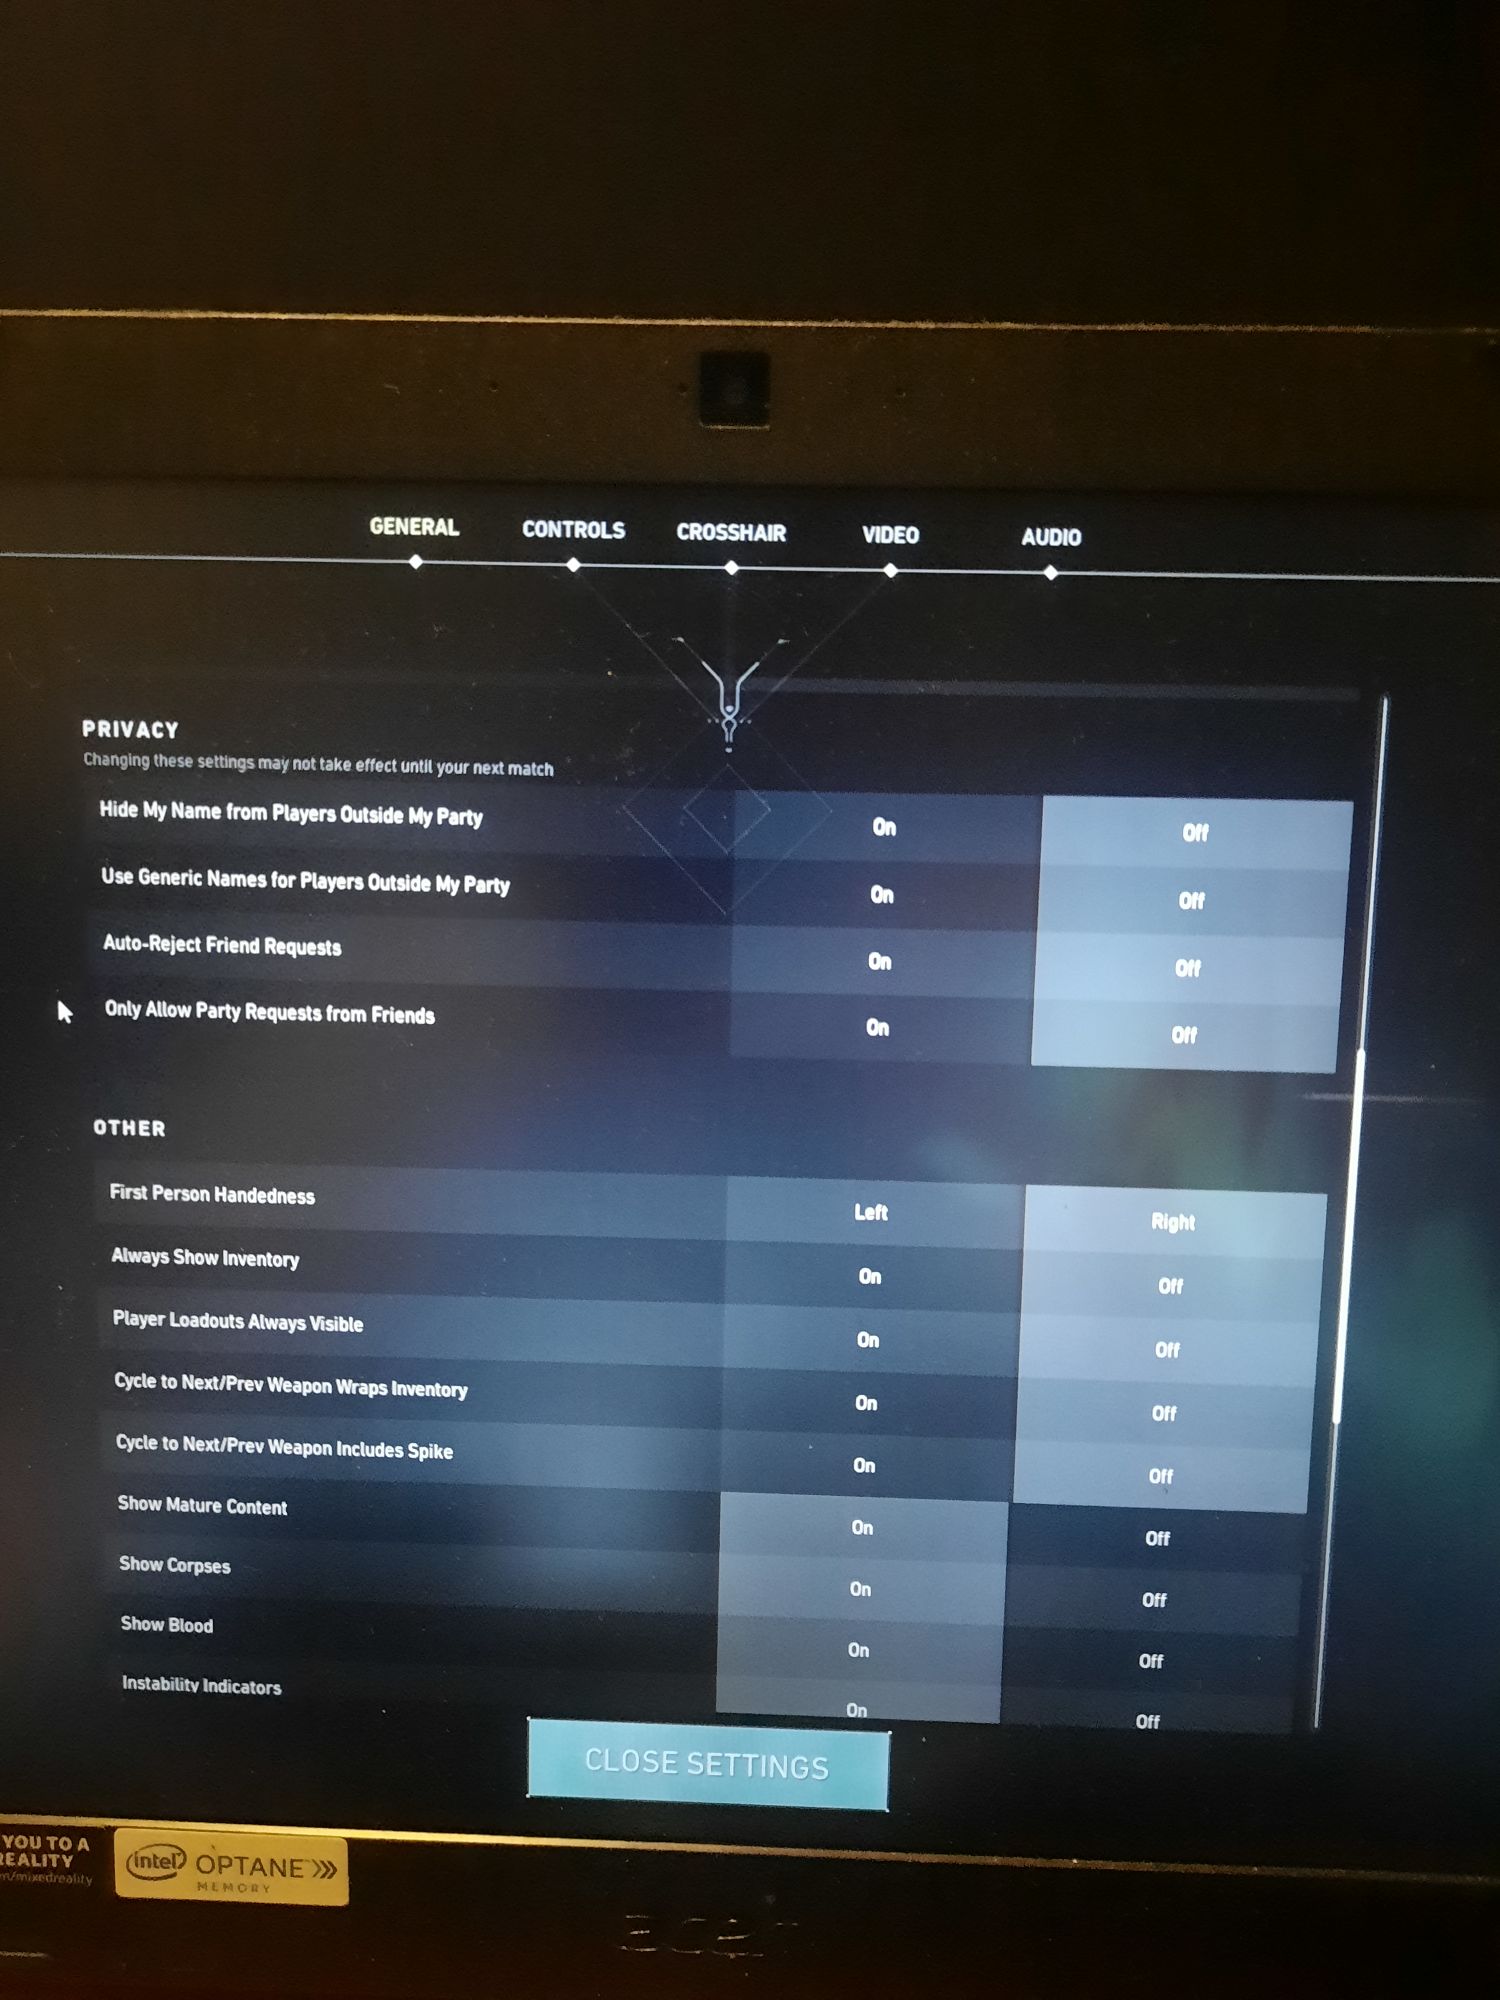 GENERAL CONTROLS CROSSHAIR VIDEO AUDIO
PRIVACY
Changing these settings may not take effect until your next match
Hide My Name from Players Outside My Party On Off
Use Generic Names for Players Outside My Party On Off
Auto-Reject Friend Requests On Off
Only Allow Party Requests from Friends On Off
OTHER
First Person Handedness Left Right
Always Show Inventory On Off
Player Loadouts Always Visible On Off
Cycle to Next/Prev Weapon Wraps Inventory On Off
Cycle to Next/Prev Weapon Includes Spike On Off
Show Mature Content On Off
Show Corpses On Off
Show Blood On Off
Instability Indicators On Off
CLOSE SETTINGS
YOU TO A
REALITY
m/mixedreality
intel OPTANE
MEMORY
acer